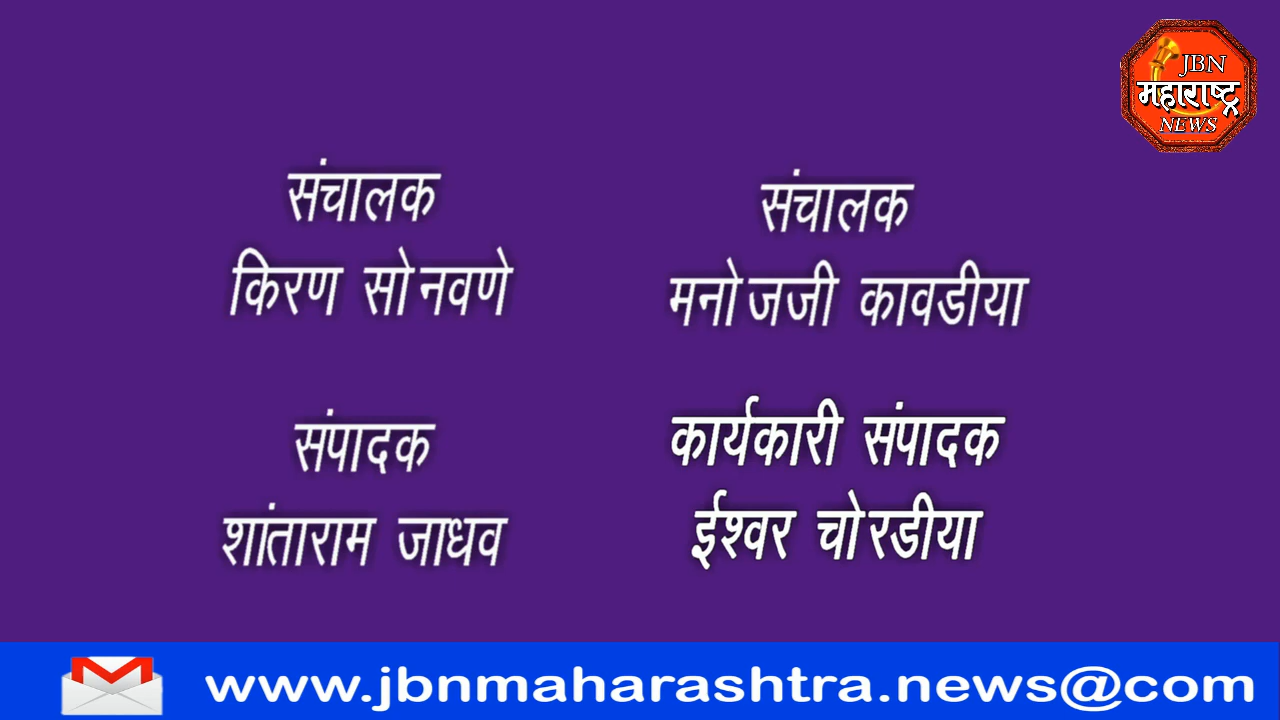 JBN
महाराष्ट्र
NEWS
संचालक
किरण सोनवणे
संचालक
मनोजजी कावडीया
संपादक
शांताराम जाधव
कार्यकारी संपादक
ईश्वर चोरडीया
www.jbnmaharashtra.news@com